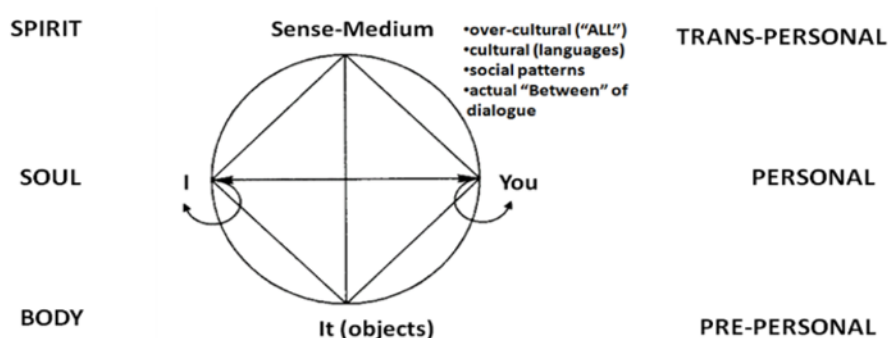 SPIRIT
Sense-Medium
•over-cultural (“ALL”)
•cultural (languages)
•social patterns
•actual “Between” of
dialogue
TRANS-PERSONAL
SOUL
I
You
PERSONAL
BODY
It (objects)
PRE-PERSONAL